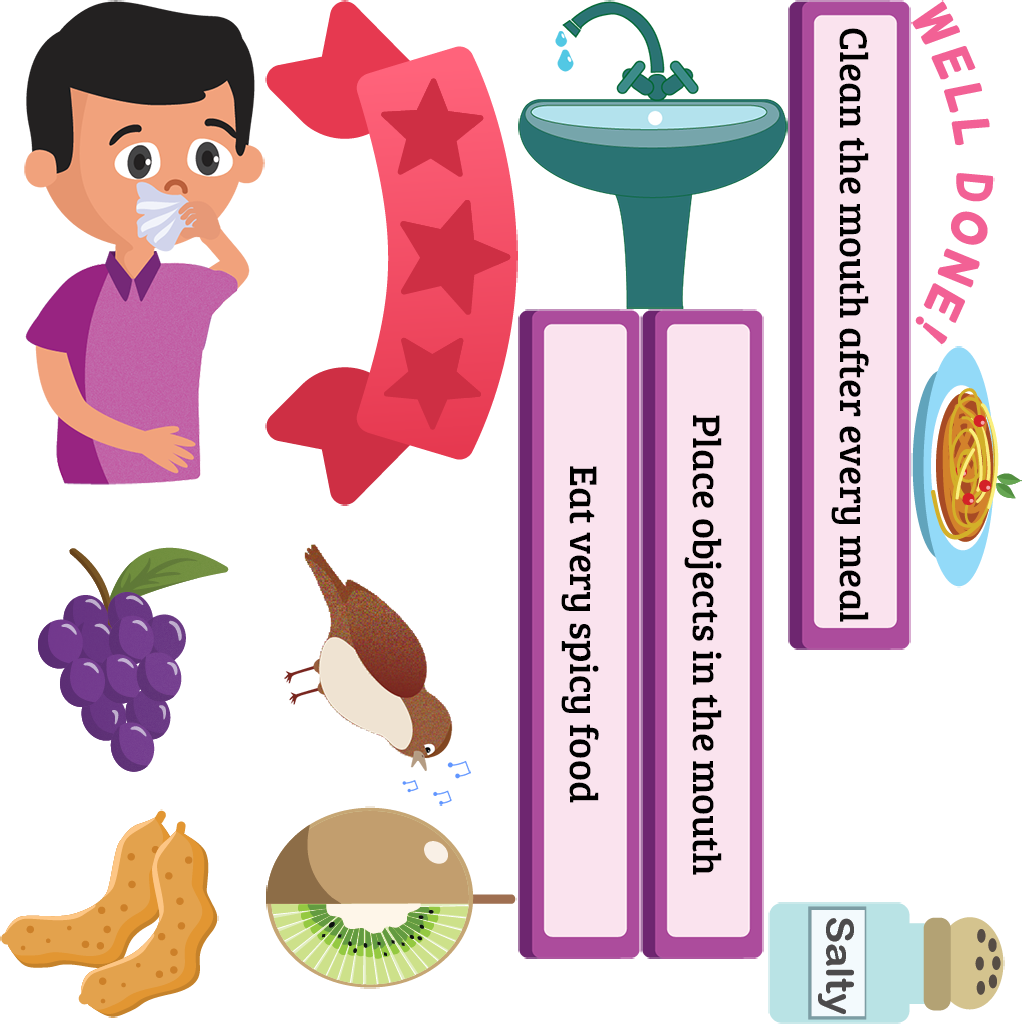 WELL DONE!
Clean the mouth after every meal
Place objects in the mouth
Eat very spicy food
Salty